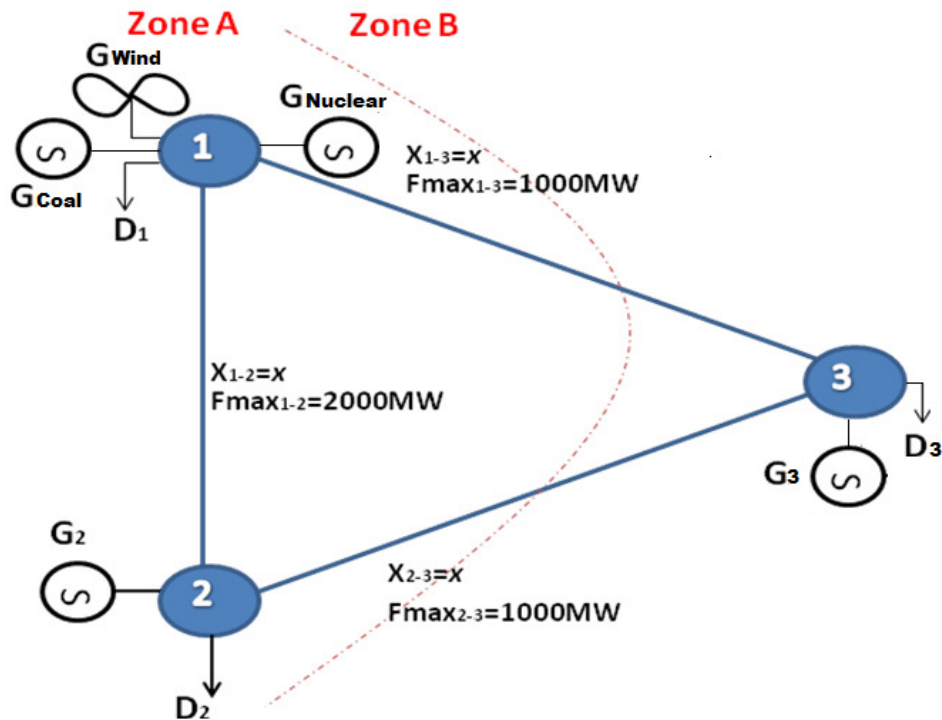 Zone A
Zone B
GWind
GNuclear
1
GCoal
D1
X1-3=x
Fmax1-3=1000MW
X1-2=x
Fmax1-2=2000MW
3
D3
G3
G2
2
X2-3=x
Fmax2-3=1000MW
D2